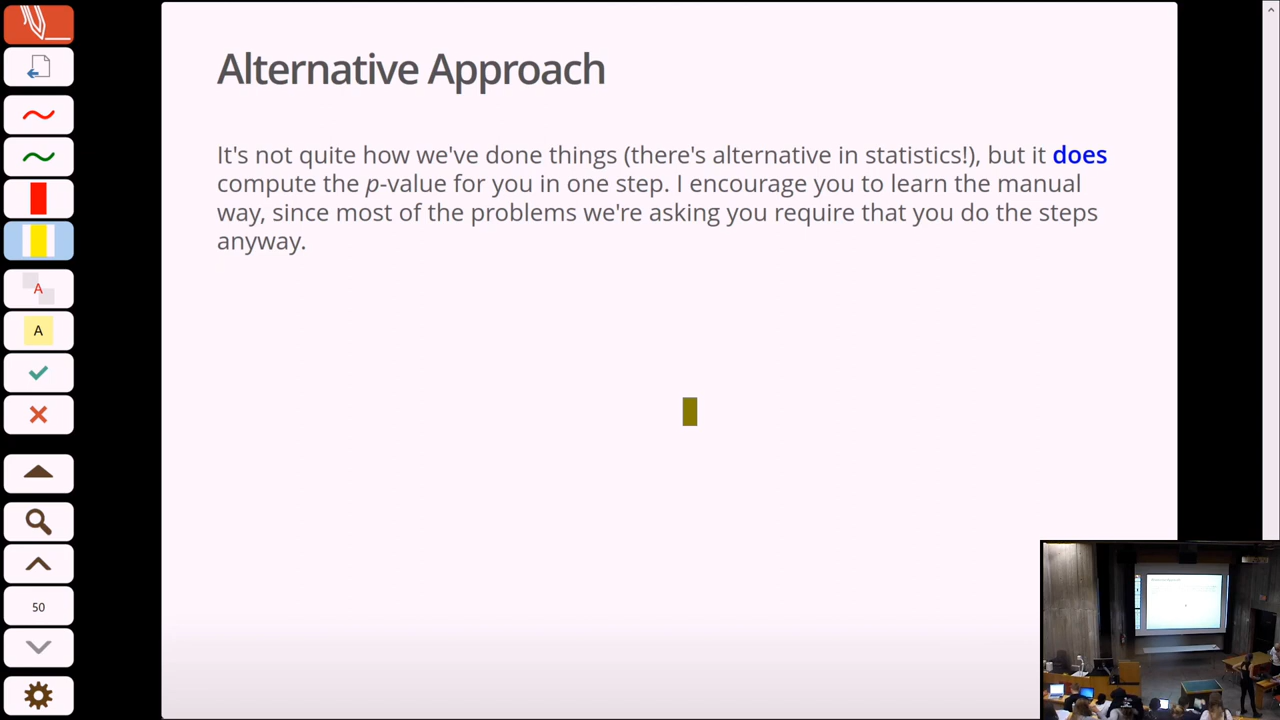 Alternative Approach
It's not quite how we've done things (there's alternative in statistics!), but it does
compute the p-value for you in one step. I encourage you to learn the manual
way, since most of the problems we're asking you require that you do the steps
anyway.
A
A
50